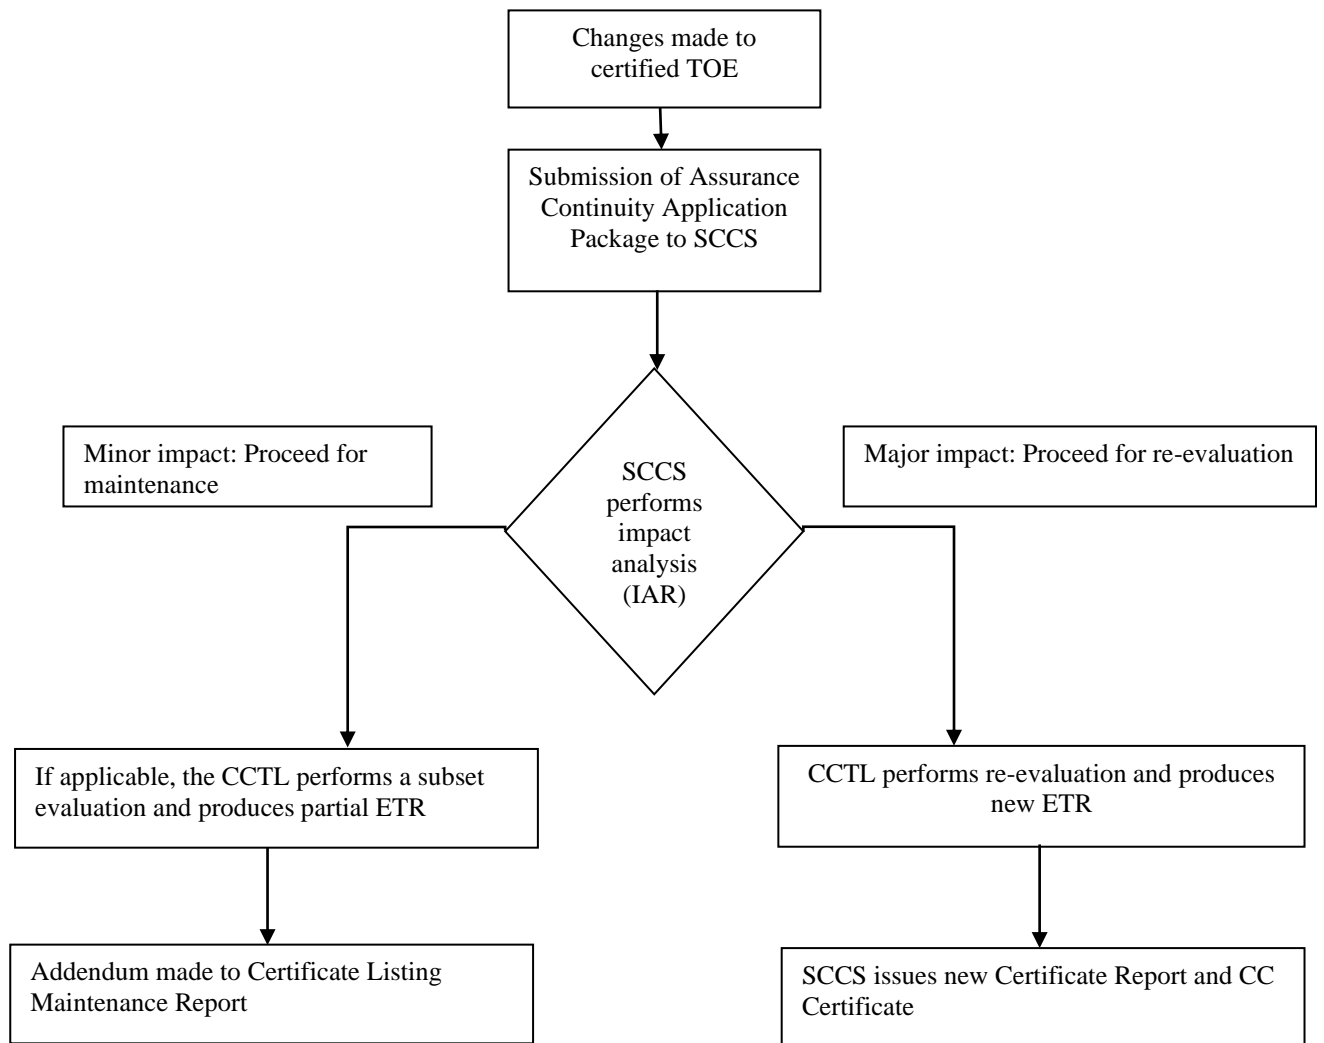 Changes made to
certified TOE
Submission of Assurance
Continuity Application
Package to SCCS
Minor impact: Proceed for
maintenance
Major impact: Proceed for re-evaluation
SCCS
performs
impact
analysis
(IAR)
If applicable, the CCTL performs a subset
evaluation and produces partial ETR
CCTL performs re-evaluation and produces
new ETR
Addendum made to Certificate Listing
Maintenance Report
SCCS issues new Certificate Report and CC
Certificate